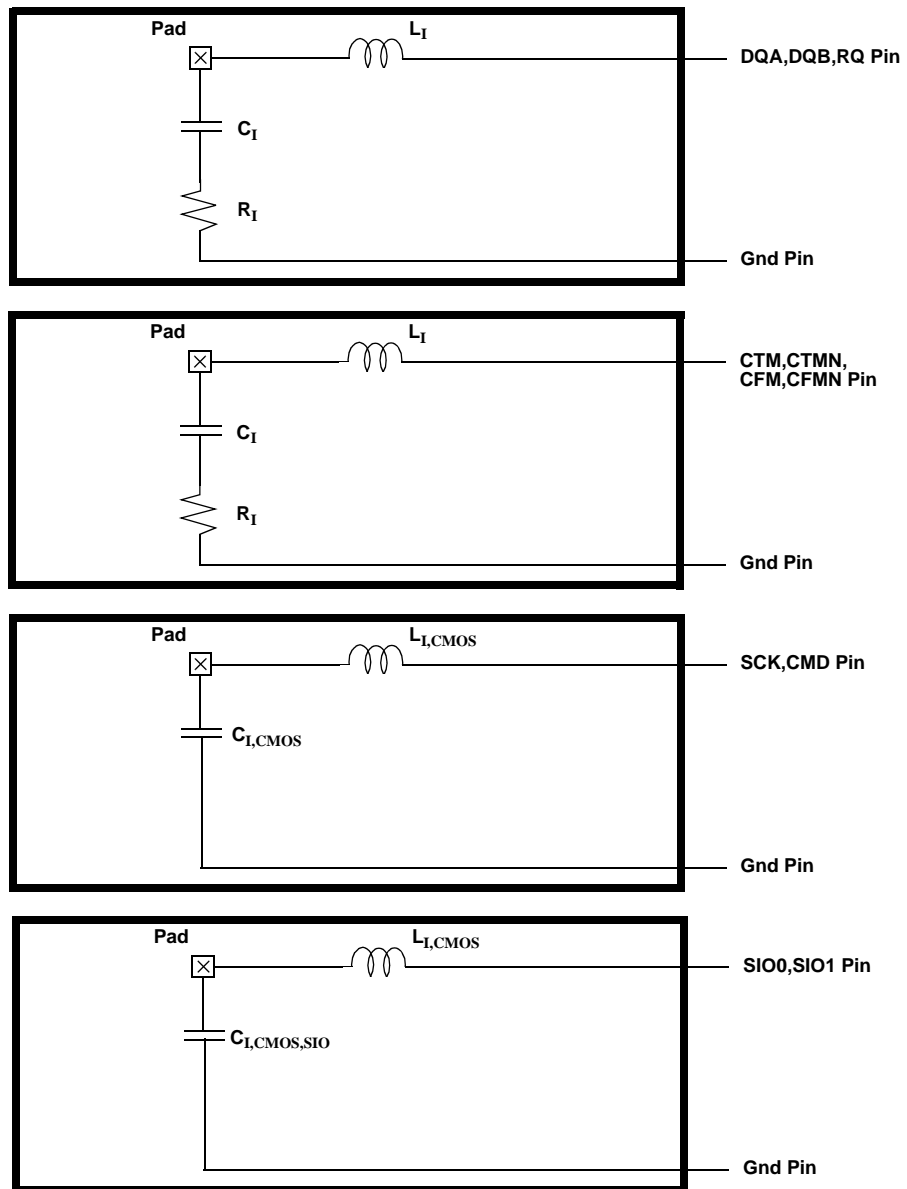 Pad
L_I
DQA,DQB,RQ Pin
C_I
R_I
Gnd Pin
Pad
L_I
CTM,CTMN,
CFM,CFMN Pin
C_I
R_I
Gnd Pin
Pad
L_I,CMOS
SCK,CMD Pin
C_I,CMOS
Gnd Pin
Pad
L_I,CMOS
SIO0,SIO1 Pin
C_I,CMOS,SIO
Gnd Pin